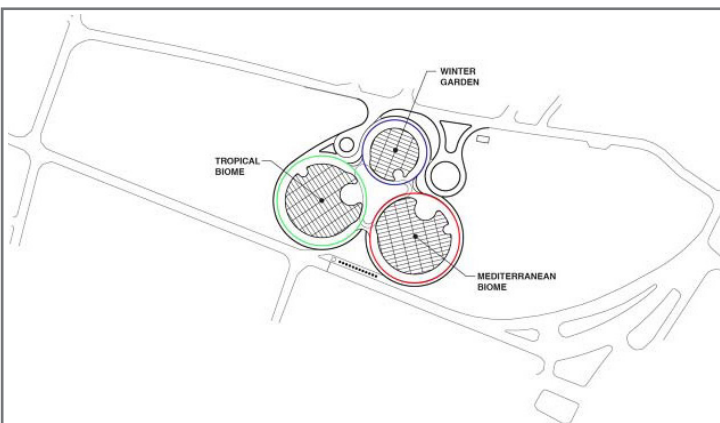 WINTER
GARDEN
TROPICAL
BIOME
MEDITERRANEAN
BIOME